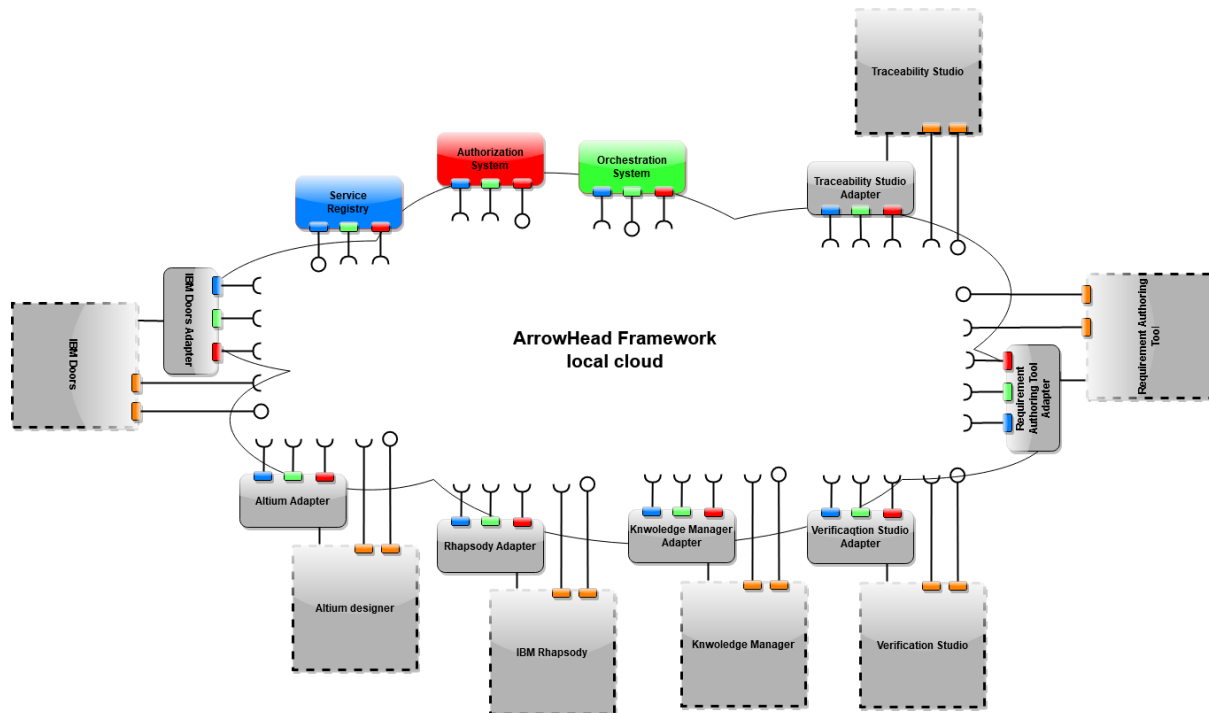 Traceability Studio
Authorization
System
Orchestration
System
Traceability Studio
Adapter
Service
Registry
IBM Doors Adapter
IBM Doors
ArrowHead Framework
local cloud
Requirement Authoring
Tool
Requirement
Authoring Tool
Adapter
Altium Adapter
Rhapsody Adapter
Knwoledge Manager
Adapter
Verificaqtion Studio
Adapter
Altium designer
IBM Rhapsody
Knwoledge Manager
Verification Studio